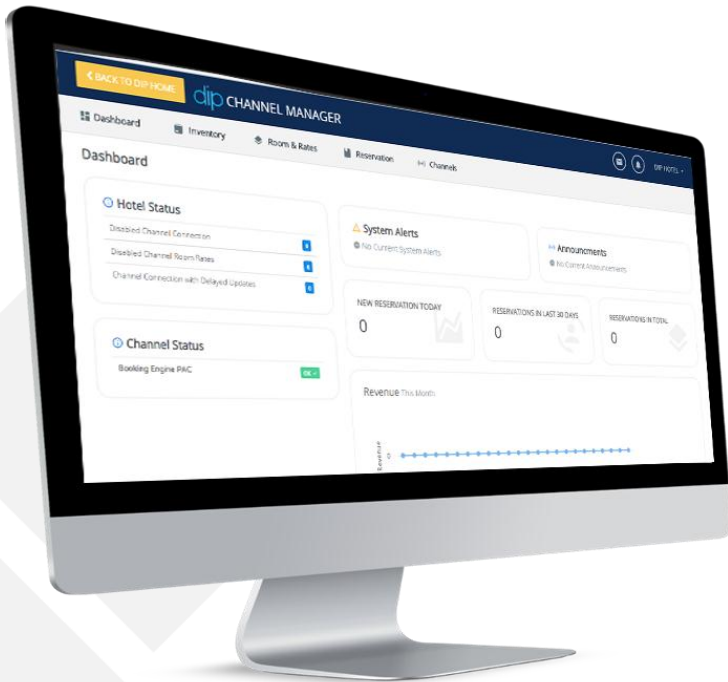 BACK TO DIP HOME
dip CHANNEL MANAGER
DIP HOTEL
Dashboard
Inventory
Room & Rates
Reservation
Channels
Dashboard
Hotel Status
Disabled Channel Connection
Disabled Channel Room Rates
Channel Connection with Delayed Updates
Channel Status
Booking Engine PAC
OK
System Alerts
No Current System Alerts
Announcments
No Current Announcements
NEW RESERVATION TODAY
0
RESERVATIONS IN LAST 30 DAYS
0
RESERVATIONS IN TOTAL
0
Revenue This Month
Revenue
0